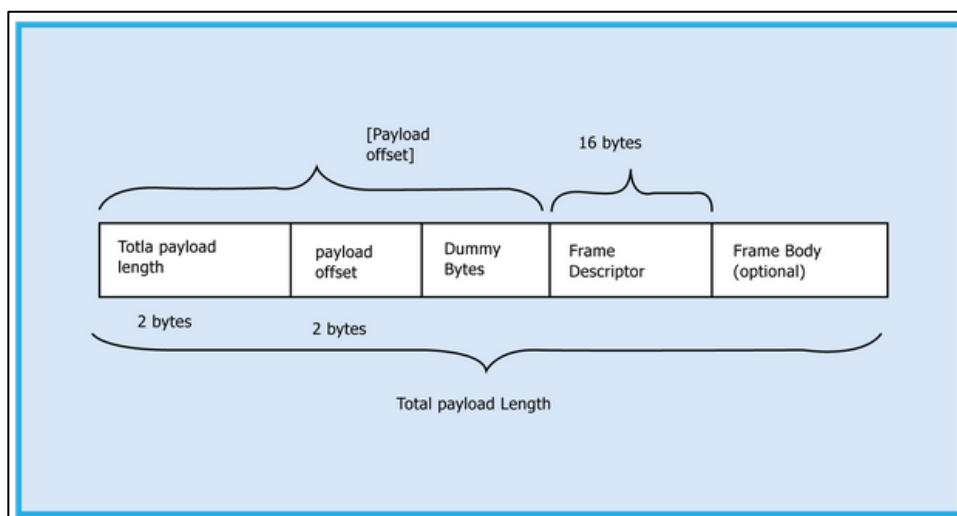 [Payload
offset]
16 bytes
Totla payload
length
payload
offset
Dummy
Bytes
Frame
Descriptor
Frame Body
(optional)
2 bytes
2 bytes
Total payload Length